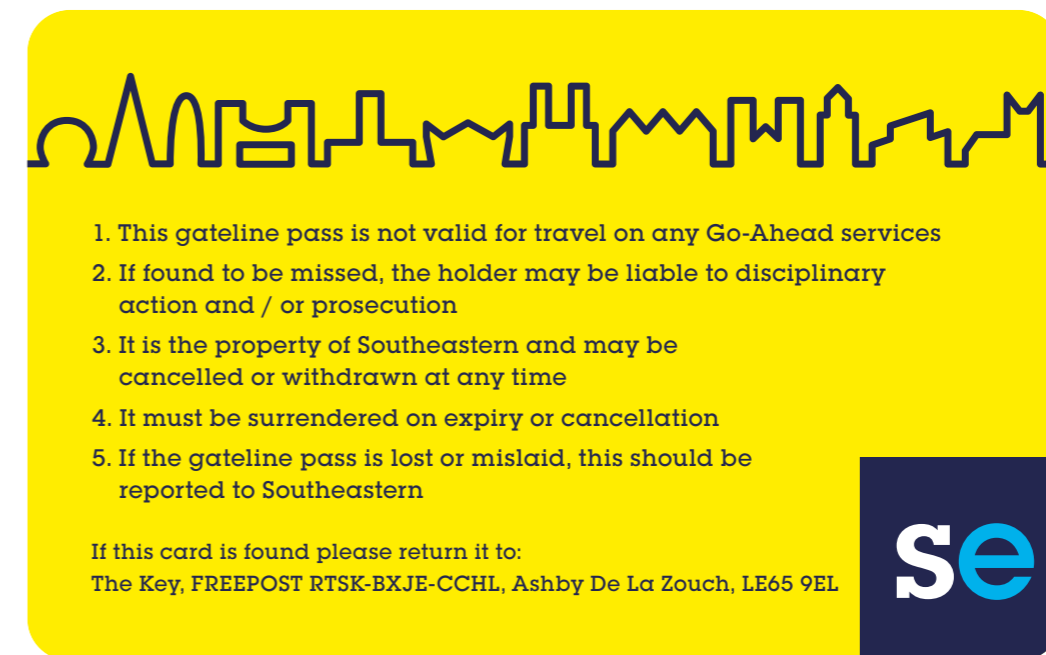 1. This gateline pass is not valid for travel on any Go-Ahead services
2. If found to be missed, the holder may be liable to disciplinary
action and / or prosecution
3. It is the property of Southeastern and may be
cancelled or withdrawn at any time
4. It must be surrendered on expiry or cancellation
5. If the gateline pass is lost or mislaid, this should be
reported to Southeastern
If this card is found please return it to:
The Key, FREEPOST RTSK-BXJE-CCHL, Ashby De La Zouch, LE65 9EL
se